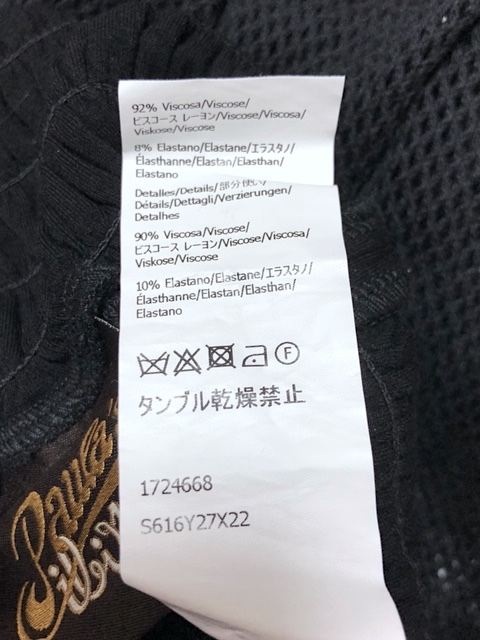 92% Viscosa/Viscose/
ビスコース レーヨン/Viscose/Viscosa/
Viskose/Viscose
8% Elastano/Elastane/エラスタン/
Élasthanne/Elastan/Elasthan/
Elastano
Detalles/Details/部分使い/
Détails/Dettagli/Verzierungen/
Detalhes
90% Viscosa/Viscose/
ビスコース レーヨン/Viscose/Viscosa/
Viskose/Viscose
10% Elastano/Elastane/エラスタン/
Élasthanne/Elastan/Elasthan/
Elastano
F
タンブル乾燥禁止
1724668
S616Y27X22
Paula's